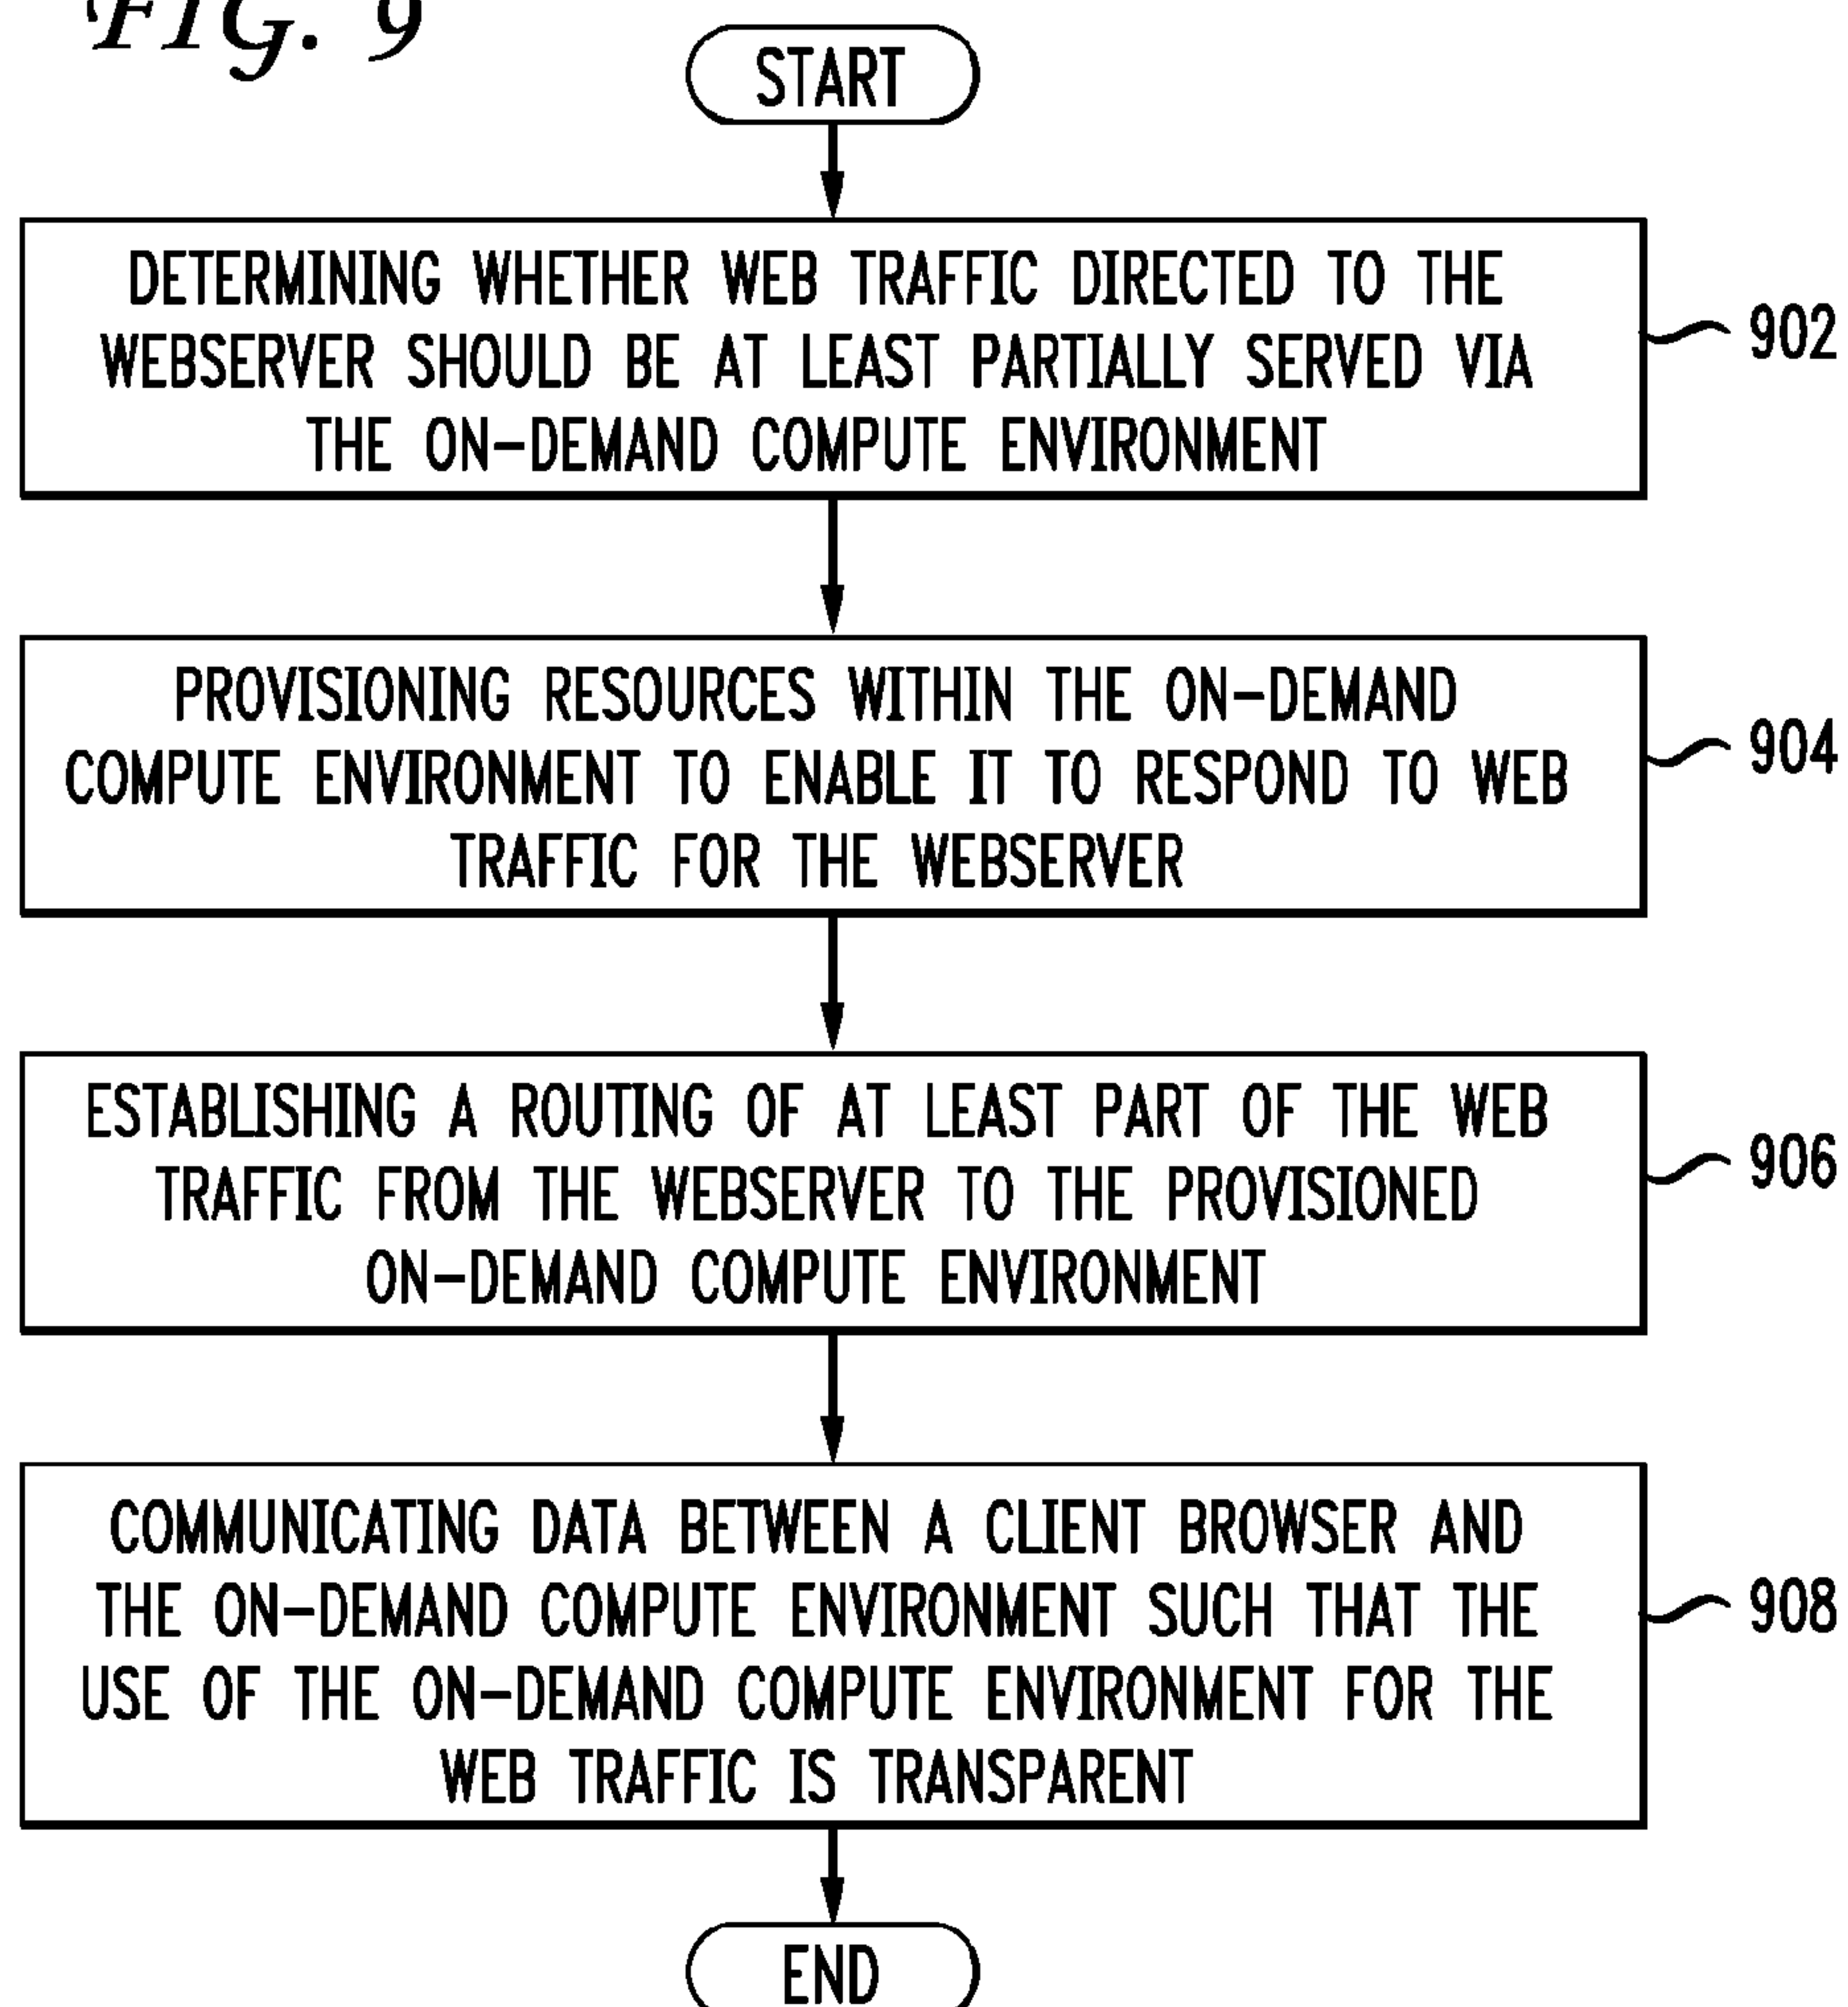 FIG. 9
START
DETERMINING WHETHER WEB TRAFFIC DIRECTED TO THE
WEBSERVER SHOULD BE AT LEAST PARTIALLY SERVED VIA
THE ON-DEMAND COMPUTE ENVIRONMENT
902
PROVISIONING RESOURCES WITHIN THE ON-DEMAND
COMPUTE ENVIRONMENT TO ENABLE IT TO RESPOND TO WEB
TRAFFIC FOR THE WEBSERVER
904
ESTABLISHING A ROUTING OF AT LEAST PART OF THE WEB
TRAFFIC FROM THE WEBSERVER TO THE PROVISIONED
ON-DEMAND COMPUTE ENVIRONMENT
906
COMMUNICATING DATA BETWEEN A CLIENT BROWSER AND
THE ON-DEMAND COMPUTE ENVIRONMENT SUCH THAT THE
USE OF THE ON-DEMAND COMPUTE ENVIRONMENT FOR THE
WEB TRAFFIC IS TRANSPARENT
908
END